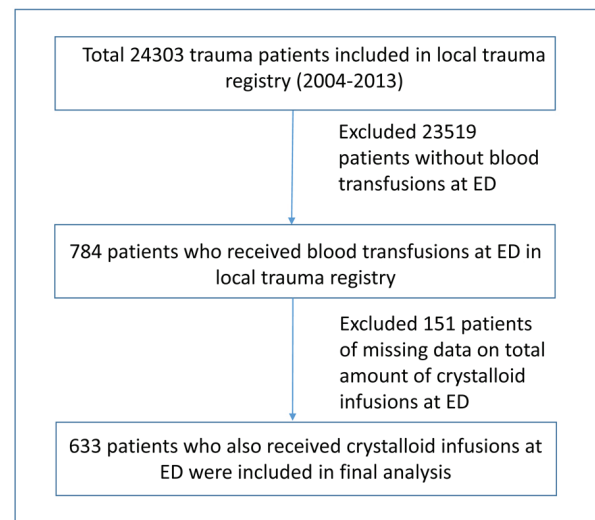 Total 24303 trauma patients included in local trauma
registry (2004-2013)
Excluded 23519
patients without blood
transfusions at ED
784 patients who received blood transfusions at ED in
local trauma registry
Excluded 151 patients
of missing data on total
amount of crystalloid
infusions at ED
633 patients who also received crystalloid infusions at
ED were included in final analysis